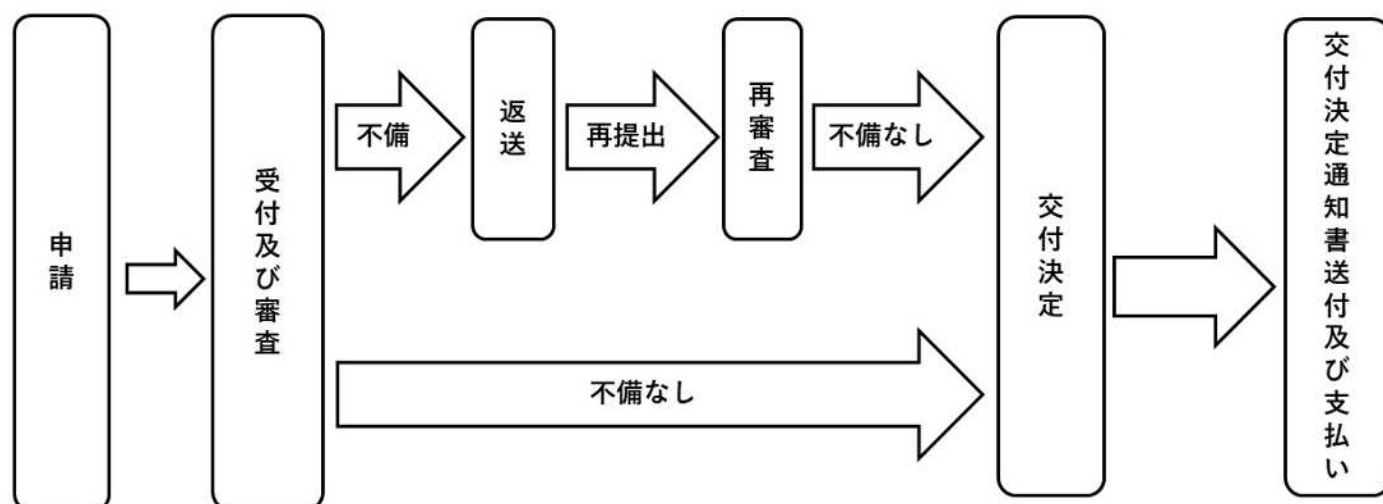 申請
受付及び審査
不備
返送
再提出
再審査
不備なし
不備なし
交付決定
交付決定通知書送付及び支払い